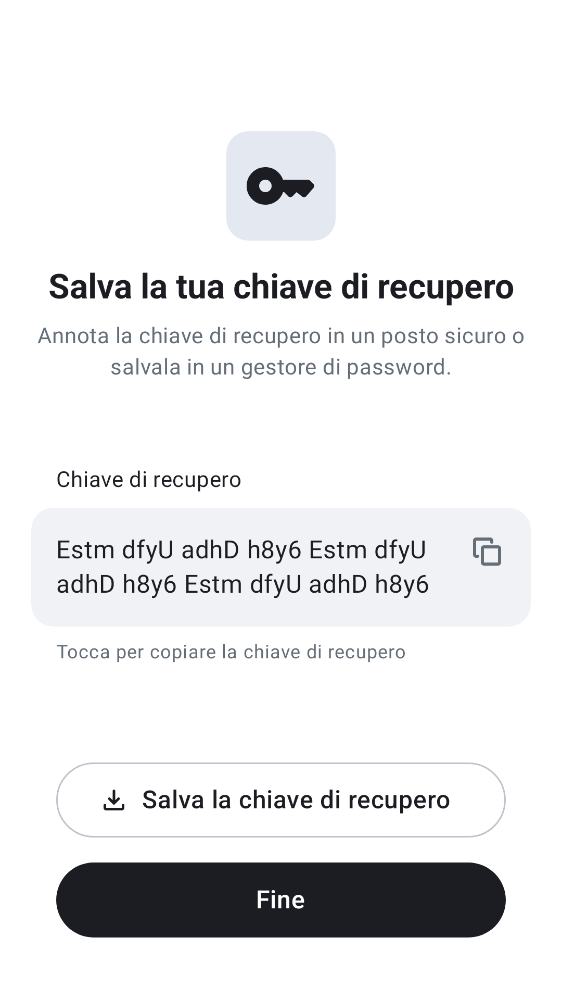 Salva la tua chiave di recupero
Annota la chiave di recupero in un posto sicuro o
salvala in un gestore di password.
Chiave di recupero
Estm dfyU adhD h8y6 Estm dfyU
adhD h8y6 Estm dfyU adhD h8y6
Tocca per copiare la chiave di recupero
Salva la chiave di recupero
Fine